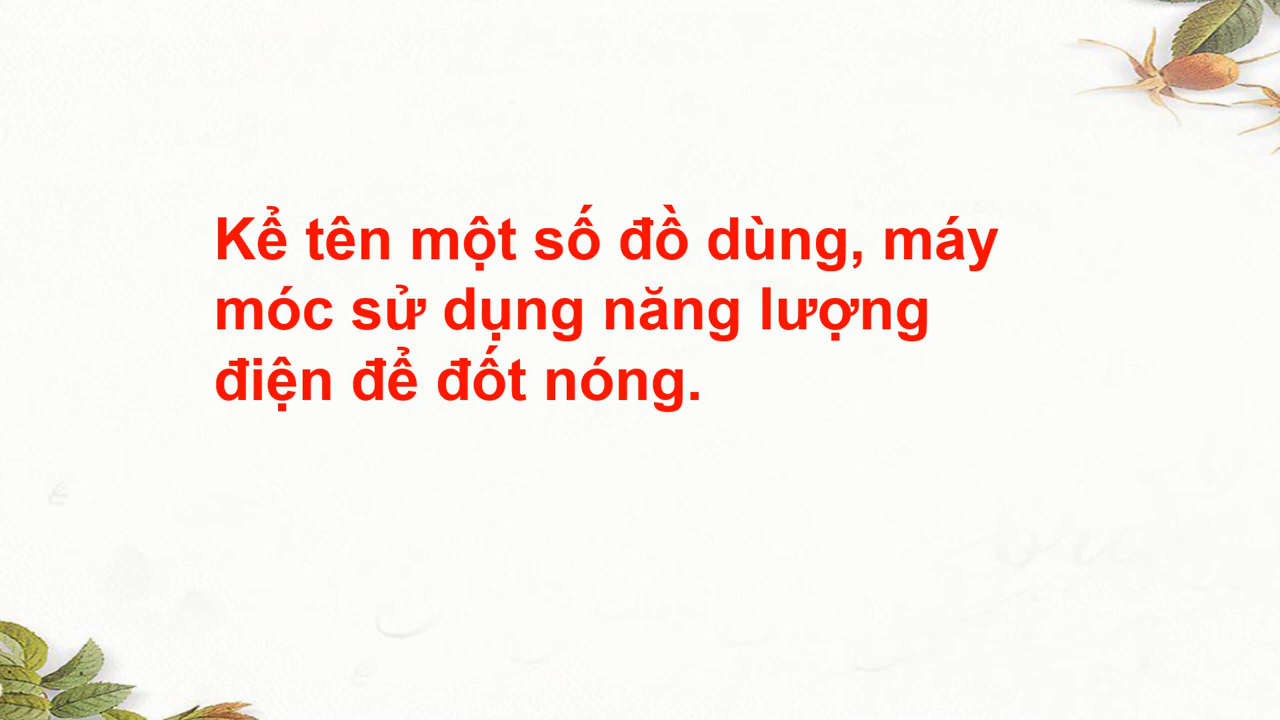 Kể tên một số đồ dùng, máy
móc sử dụng năng lượng
điện để đốt nóng.